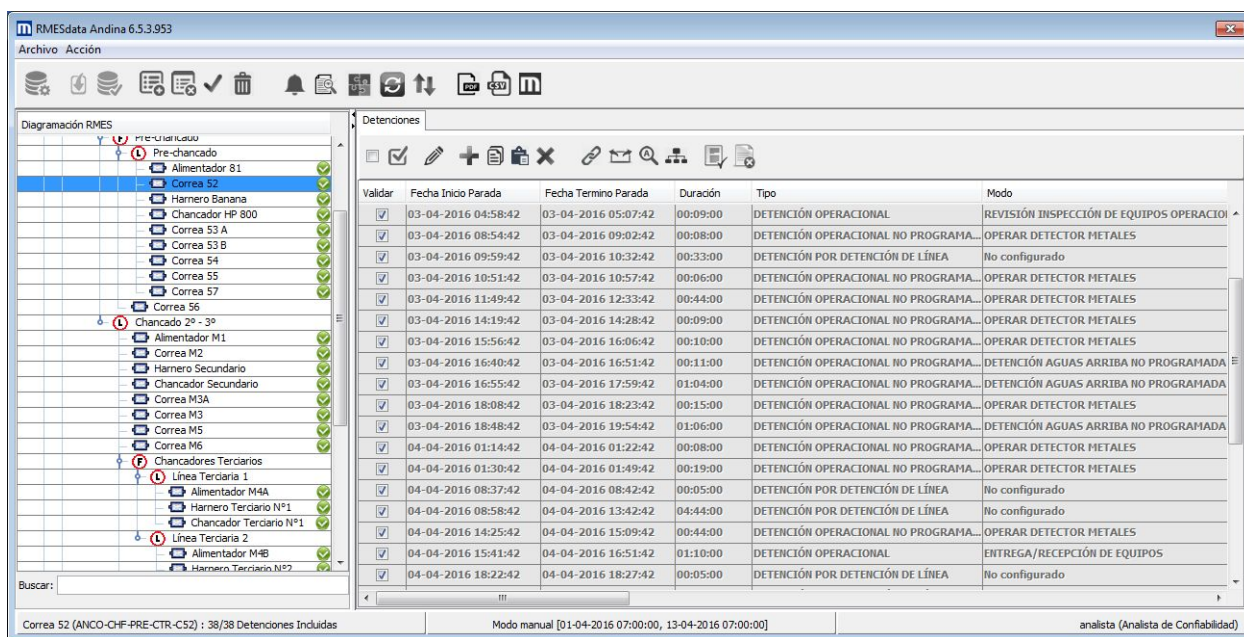 RMESdata Andina 6.5.3.953
Archivo Acción
PDF CSV
Diagramación RMES
Pre-chancado
L Pre-chancado
Alimentador 81
Correa 52
Harnero Banana
Chancador HP 800
Correa 53 A
Correa 53 B
Correa 54
Correa 55
Correa 57
Correa 56
L Chancado 2º - 3º
Alimentador M1
Correa M2
Harnero Secundario
Chancador Secundario
Correa M3A
Correa M3
Correa M5
Correa M6
F Chancadores Terciarios
L Línea Terciaria 1
Alimentador M4A
Harnero Terciario Nº1
Chancador Terciario Nº1
L Línea Terciaria 2
Alimentador M4B
Harnero Terciario Nº2
Buscar:
Detenciones
Validar Fecha Inicio Parada Fecha Termino Parada Duración Tipo Modo
03-04-2016 04:58:42 03-04-2016 05:07:42 00:09:00 DETENCIÓN OPERACIONAL REVISIÓN INSPECCIÓN DE EQUIPOS OPERACIO
03-04-2016 08:54:42 03-04-2016 09:02:42 00:08:00 DETENCIÓN OPERACIONAL NO PROGRAMA... OPERAR DETECTOR METALES
03-04-2016 09:59:42 03-04-2016 10:32:42 00:33:00 DETENCIÓN POR DETENCIÓN DE LÍNEA No configurado
03-04-2016 10:51:42 03-04-2016 10:57:42 00:06:00 DETENCIÓN OPERACIONAL NO PROGRAMA... OPERAR DETECTOR METALES
03-04-2016 11:49:42 03-04-2016 12:33:42 00:44:00 DETENCIÓN OPERACIONAL NO PROGRAMA... OPERAR DETECTOR METALES
03-04-2016 14:19:42 03-04-2016 14:28:42 00:09:00 DETENCIÓN OPERACIONAL NO PROGRAMA... OPERAR DETECTOR METALES
03-04-2016 15:56:42 03-04-2016 16:06:42 00:10:00 DETENCIÓN OPERACIONAL NO PROGRAMA... OPERAR DETECTOR METALES
03-04-2016 16:40:42 03-04-2016 16:51:42 00:11:00 DETENCIÓN OPERACIONAL NO PROGRAMA... DETENCIÓN AGUAS ARRIBA NO PROGRAMADA
03-04-2016 16:55:42 03-04-2016 17:59:42 01:04:00 DETENCIÓN OPERACIONAL NO PROGRAMA... DETENCIÓN AGUAS ARRIBA NO PROGRAMADA
03-04-2016 18:08:42 03-04-2016 18:23:42 00:15:00 DETENCIÓN OPERACIONAL NO PROGRAMA... OPERAR DETECTOR METALES
03-04-2016 18:48:42 03-04-2016 19:54:42 01:06:00 DETENCIÓN OPERACIONAL NO PROGRAMA... DETENCIÓN AGUAS ARRIBA NO PROGRAMADA
04-04-2016 01:14:42 04-04-2016 01:22:42 00:08:00 DETENCIÓN OPERACIONAL NO PROGRAMA... OPERAR DETECTOR METALES
04-04-2016 01:30:42 04-04-2016 01:49:42 00:19:00 DETENCIÓN OPERACIONAL NO PROGRAMA... OPERAR DETECTOR METALES
04-04-2016 08:37:42 04-04-2016 08:42:42 00:05:00 DETENCIÓN POR DETENCIÓN DE LÍNEA No configurado
04-04-2016 08:58:42 04-04-2016 13:42:42 04:44:00 DETENCIÓN POR DETENCIÓN DE LÍNEA No configurado
04-04-2016 14:25:42 04-04-2016 15:09:42 00:44:00 DETENCIÓN OPERACIONAL NO PROGRAMA... OPERAR DETECTOR METALES
04-04-2016 15:41:42 04-04-2016 16:51:42 01:10:00 DETENCIÓN OPERACIONAL ENTREGA/RECEPCIÓN DE EQUIPOS
04-04-2016 18:22:42 04-04-2016 18:27:42 00:05:00 DETENCIÓN POR DETENCIÓN DE LÍNEA No configurado
Correa 52 (ANCO-CHF-PRE-CTR-C52) : 38/38 Detenciones Incluidas Modo manual [01-04-2016 07:00:00, 13-04-2016 07:00:00] analista (Analista de Confiabilidad)